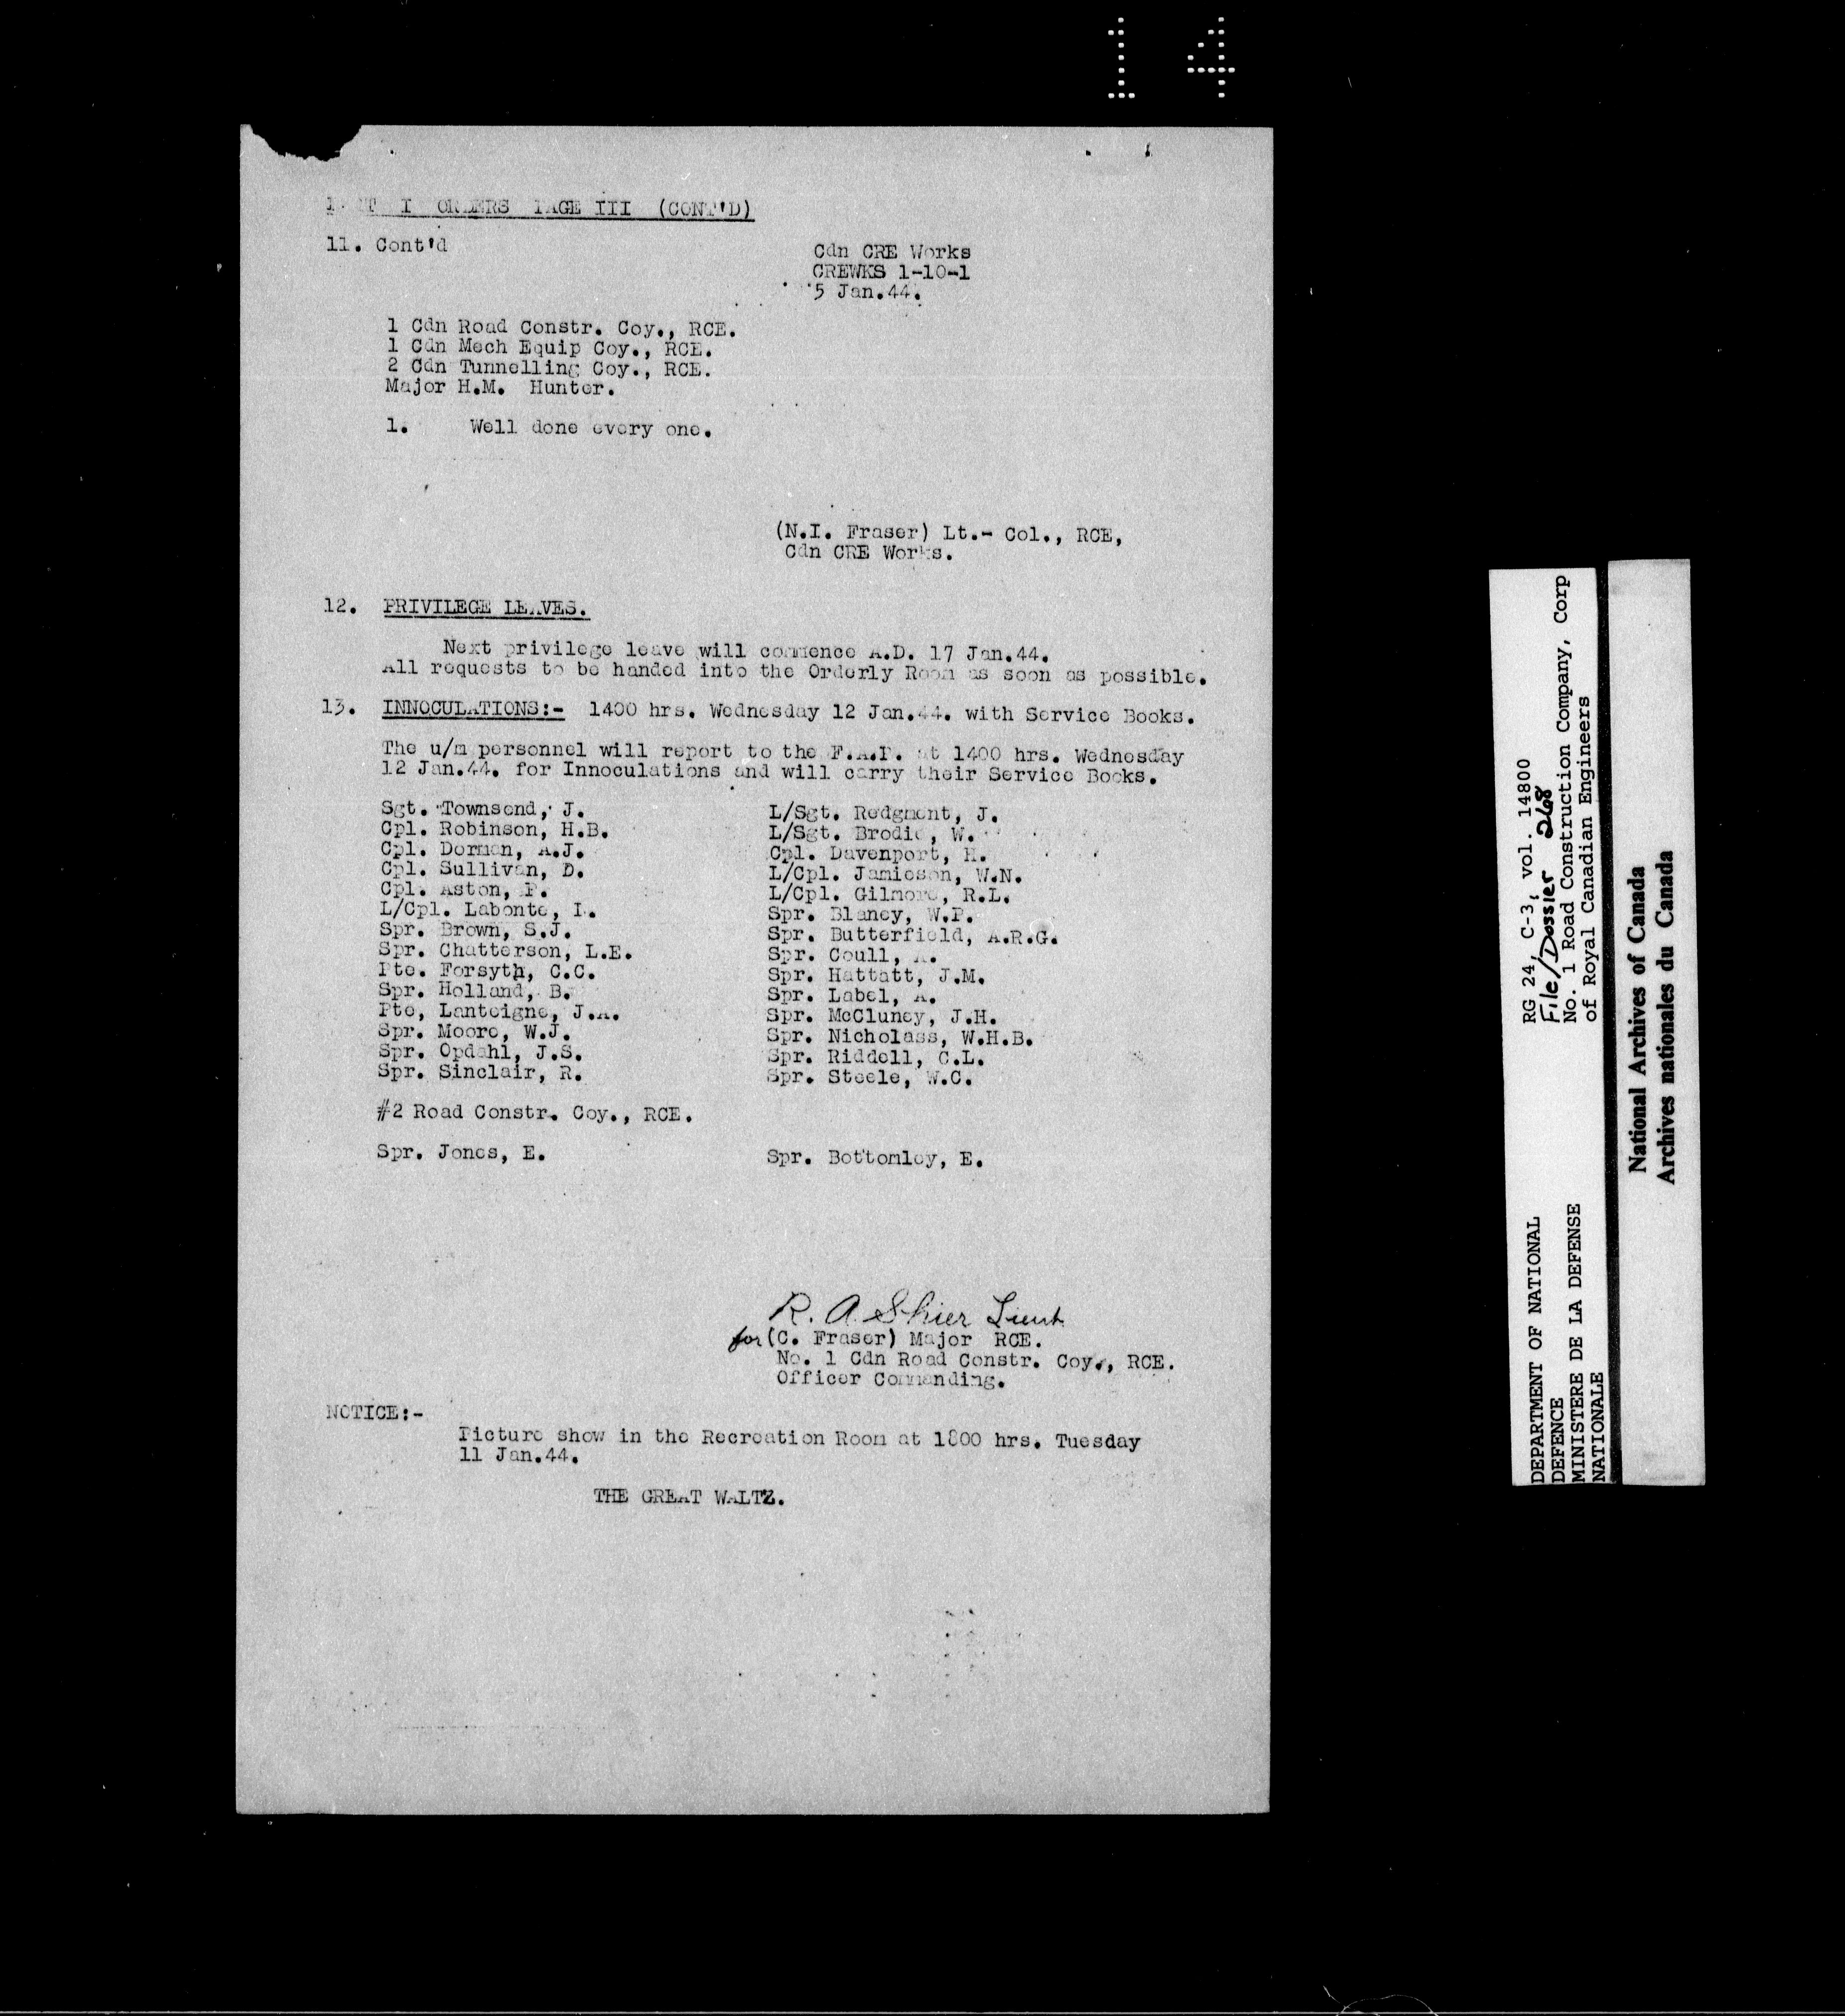 14
PART I ORDERS PAGE III (CONT'D)
11. Cont'd
Cdn CRE Works
CREWKS 1-10-1
5 Jan.44.
1 Cdn Road Constr. Coy., RCE.
1 Cdn Mech Equip Coy., RCE.
2 Cdn Tunnelling Coy., RCE.
Major H.M. Hunter.
1. Well done every one.
(N.I. Fraser) Lt.- Col., RCE,
Cdn CRE Works.
12. PRIVILEGE LEAVES.
Next privilege leave will commence A.D. 17 Jan.44.
All requests to be handed into the Orderly Room as soon as possible.
13. INNOCULATIONS:- 1400 hrs. Wednesday 12 Jan.44. with Service Books.
The u/m personnel will report to the F.A.P. at 1400 hrs. Wednesday
12 Jan.44. for Innoculations and will carry their Service Books.
Sgt. Townsend, J.
Cpl. Robinson, H.B.
Cpl. Dorman, A.J.
Cpl. Sullivan, D.
Cpl. Aston, F.
L/Cpl. Labonte, L.
Spr. Brown, S.J.
Spr. Chatterson, L.E.
Pte. Forsyth, C.C.
Spr. Holland, B.
Pte, Lanteigne, J.A.
Spr. Moore, W.J.
Spr. Opdahl, J.S.
Spr. Sinclair, R.
L/Sgt. Redgment, J.
L/Sgt. Brodie, W.
Cpl. Davenport, H.
L/Cpl. Jamieson, W.N.
L/Cpl. Gilmore, R.L.
Spr. Blaney, W.P.
Spr. Butterfield, A.R.G.
Spr. Coull, A.
Spr. Hattatt, J.M.
Spr. Label, A.
Spr. McCluney, J.H.
Spr. Nicholass, W.H.B.
Spr. Riddell, C.L.
Spr. Steele, W.C.
#2 Road Constr. Coy., RCE.
Spr. Jones, E.
Spr. Bottomley, E.
R. A. Shier Lieut
for (C. Fraser) Major RCE.
No. 1 Cdn Road Constr. Coy., RCE.
Officer Commanding.
NOTICE:-
Picture show in the Recreation Room at 1800 hrs. Tuesday
11 Jan.44.
THE GREAT WALTZ.
DEPARTMENT OF NATIONAL
DEFENCE
MINISTERE DE LA DEFENSE
NATIONALE
RG 24, C-3, vol. 14800
File/Dossier 268
No. 1 Road Construction Company, Corp
of Royal Canadian Engineers
National Archives of Canada
Archives nationales du Canada